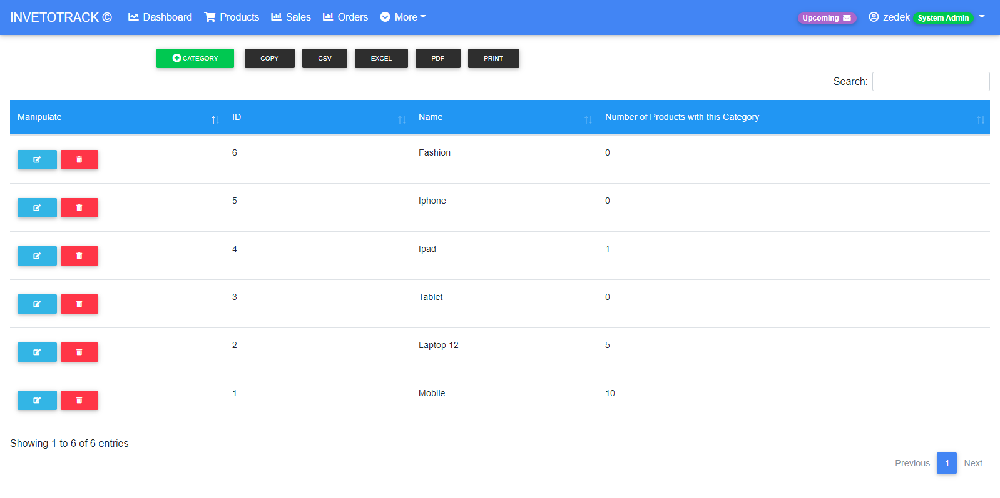 INVETOTRACK © Dashboard Products Sales Orders More Upcoming zedek System Admin
CATEGORY COPY CSV EXCEL PDF PRINT
Search:
Manipulate ID Name Number of Products with this Category
6 Fashion 0
5 Iphone 0
4 Ipad 1
3 Tablet 0
2 Laptop 12 5
1 Mobile 10
Showing 1 to 6 of 6 entries
Previous 1 Next